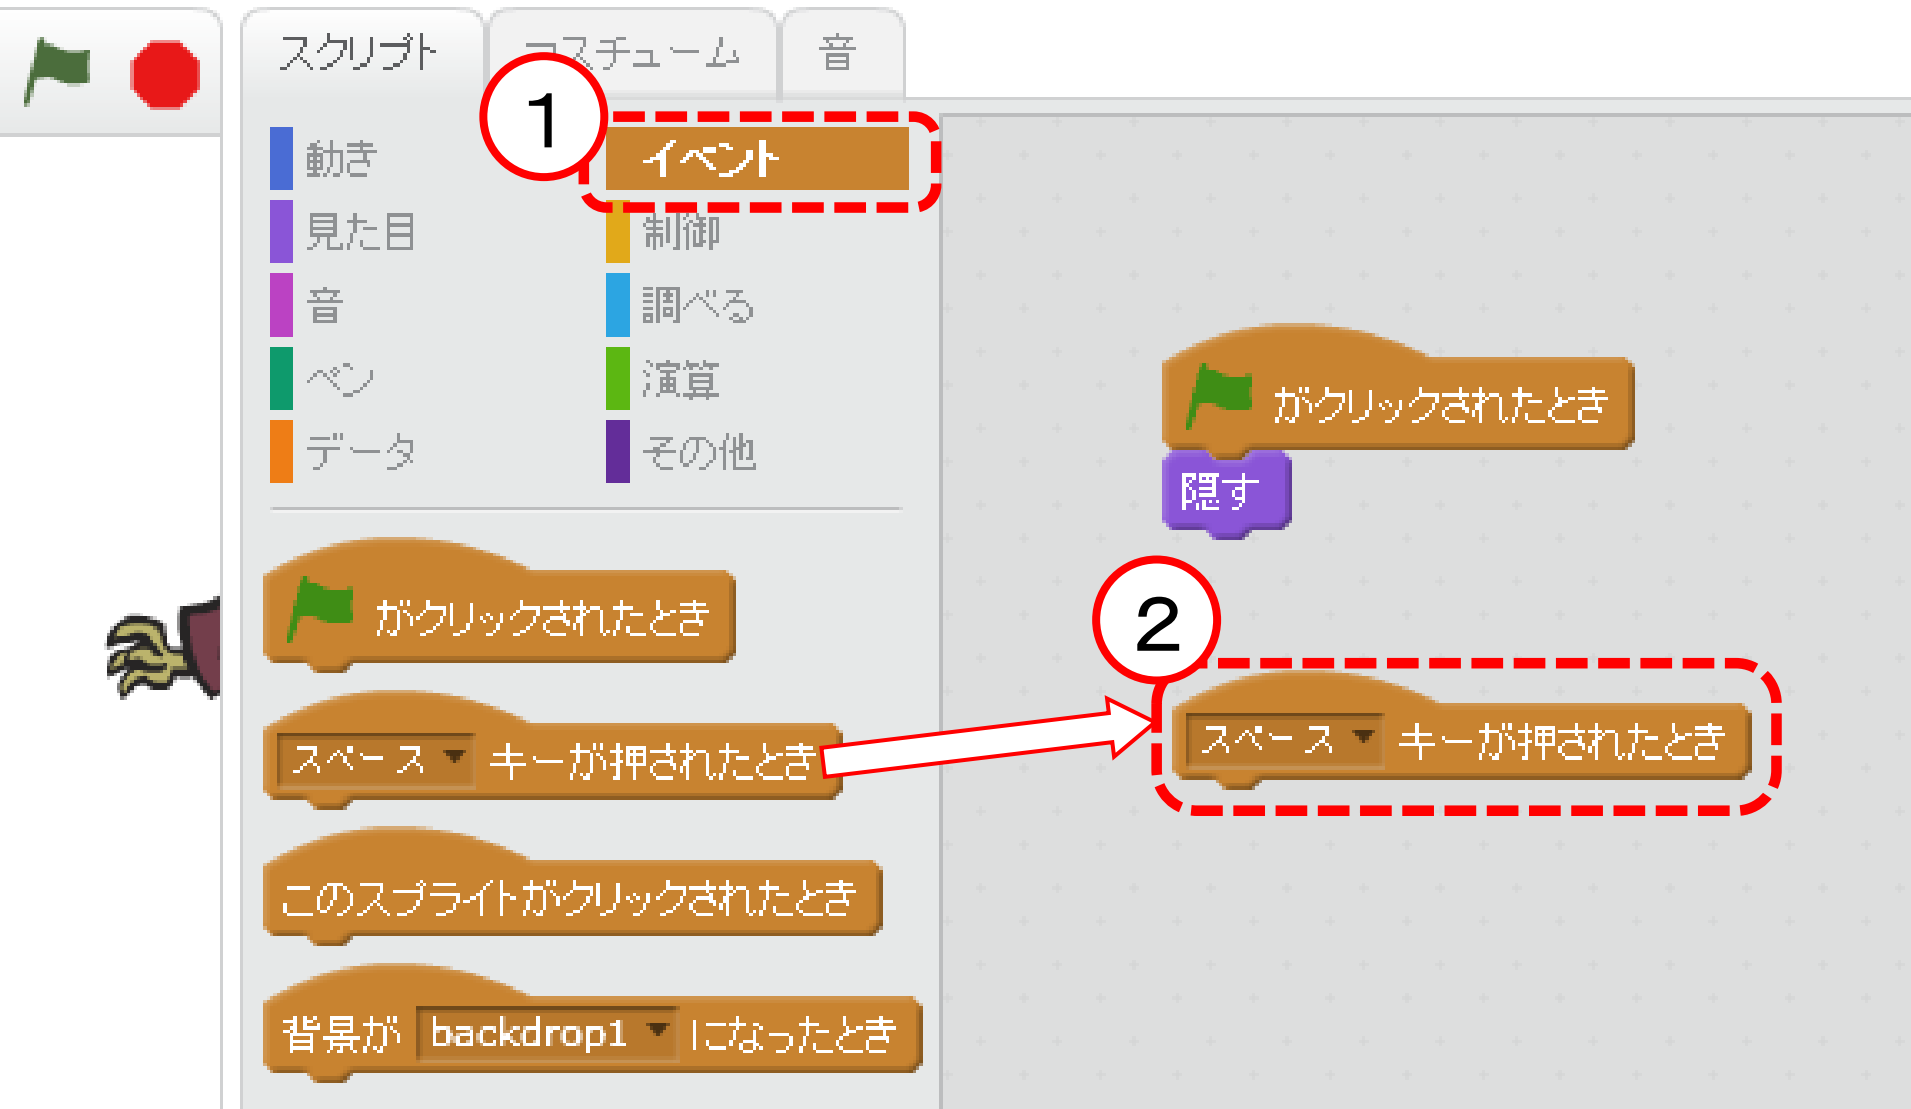 スクリプト
コスチューム
音
1
動き
イベント
見た目
制御
音
調べる
ペン
演算
データ
その他
がクリックされたとき
隠す
がクリックされたとき
2
スペース キーが押されたとき
スペース キーが押されたとき
このスプライトがクリックされたとき
背景が backdrop1 になったとき